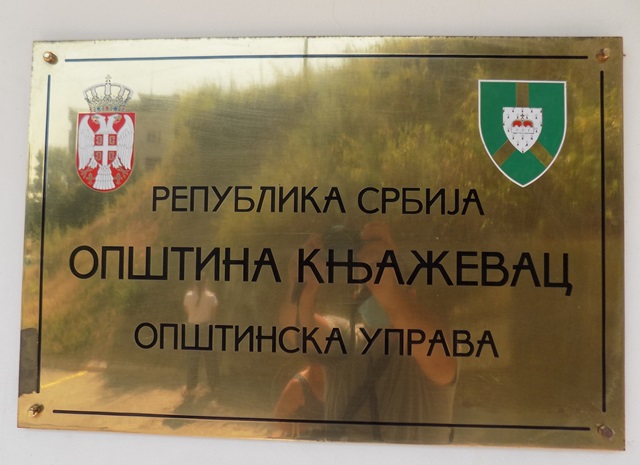 РЕПУБЛИКА СРБИЈА
ОПШТИНА КЊАЖЕВАЦ
ОПШТИНСКА УПРАВА